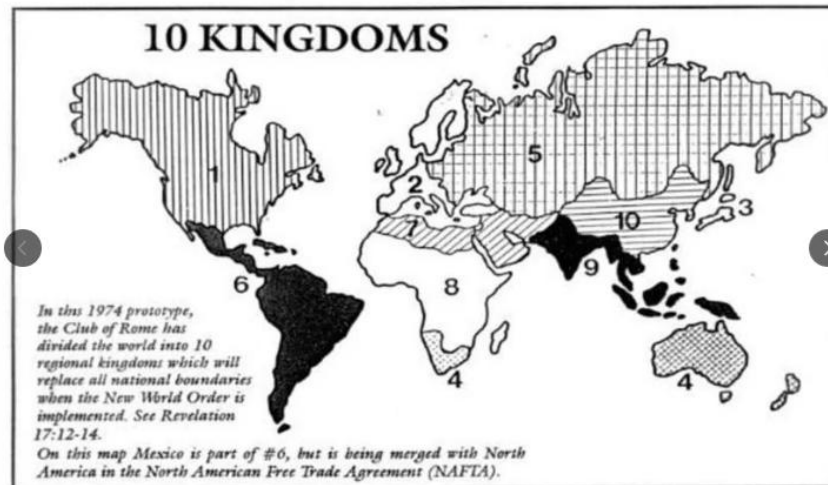 10 KINGDOMS
1
2
3
4
4
5
6
7
8
9
10
In this 1974 prototype,
the Club of Rome has
divided the world into 10
regional kingdoms which will
replace all national boundaries
when the New World Order is
implemented. See Revelation
17:12-14.
On this map Mexico is part of #6, but is being merged with North
America in the North American Free Trade Agreement (NAFTA).